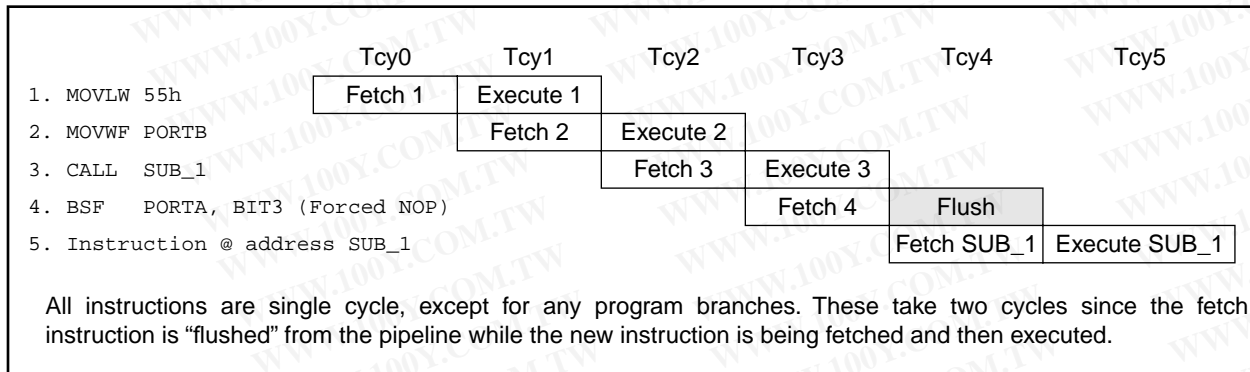 Tcy0 Tcy1 Tcy2 Tcy3 Tcy4 Tcy5
1. MOVLW 55h Fetch 1 Execute 1
2. MOVWF PORTB Fetch 2 Execute 2
3. CALL SUB_1 Fetch 3 Execute 3
4. BSF PORTA, BIT3 (Forced NOP) Fetch 4 Flush
5. Instruction @ address SUB_1 Fetch SUB_1 Execute SUB_1
All instructions are single cycle, except for any program branches. These take two cycles since the fetch
instruction is “flushed” from the pipeline while the new instruction is being fetched and then executed.
WWW.100Y.COM.TW